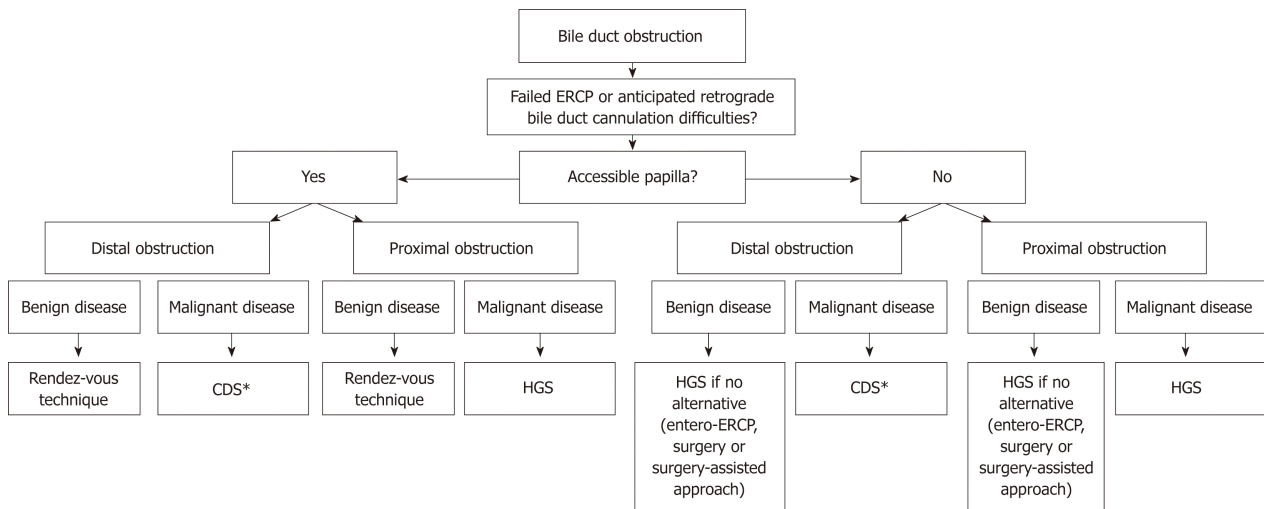 Bile duct obstruction
Failed ERCP or anticipated retrograde
bile duct cannulation difficulties?
Yes
Accessible papilla?
No
Distal obstruction
Proximal obstruction
Distal obstruction
Proximal obstruction
Benign disease
Malignant disease
Benign disease
Malignant disease
Benign disease
Malignant disease
Benign disease
Malignant disease
Rendez-vous
technique
CDS*
Rendez-vous
technique
HGS
HGS if no
alternative
(entero-ERCP,
surgery or
surgery-assisted
approach)
CDS*
HGS if no
alternative
(entero-ERCP,
surgery or
surgery-assisted
approach)
HGS